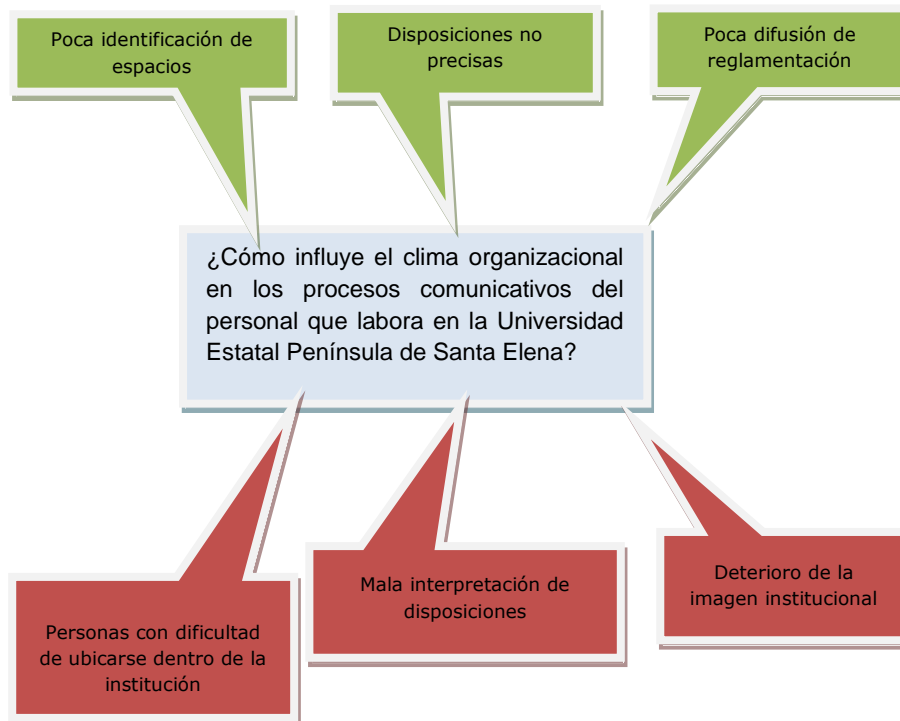 Poca identificación de
espacios
Disposiciones no
precisas
Poca difusión de
reglamentación
¿Cómo influye el clima organizacional
en los procesos comunicativos del
personal que labora en la Universidad
Estatal Península de Santa Elena?
Personas con dificultad
de ubicarse dentro de la
institución
Mala interpretación de
disposiciones
Deterioro de la
imagen institucional